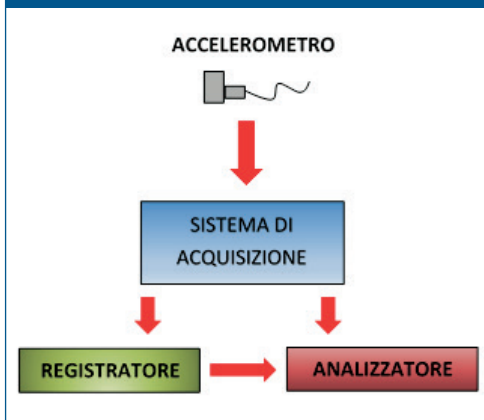 ACCELEROMETRO
SISTEMA DI
ACQUISIZIONE
REGISTRATORE
ANALIZZATORE